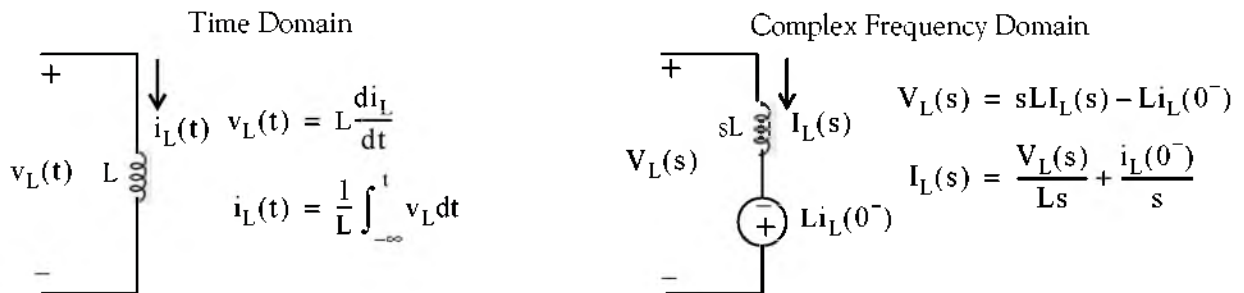 Time Domain
+
i_L(t)
v_L(t)
L
−
v_L(t) = L di_L/dt
i_L(t) = 1/L ∫_{−∞}^{t} v_L dt
Complex Frequency Domain
+
sL
I_L(s)
V_L(s)
−
+
Li_L(0⁻)
−
V_L(s) = sLI_L(s) − Li_L(0⁻)
I_L(s) = V_L(s)/Ls + i_L(0⁻)/s